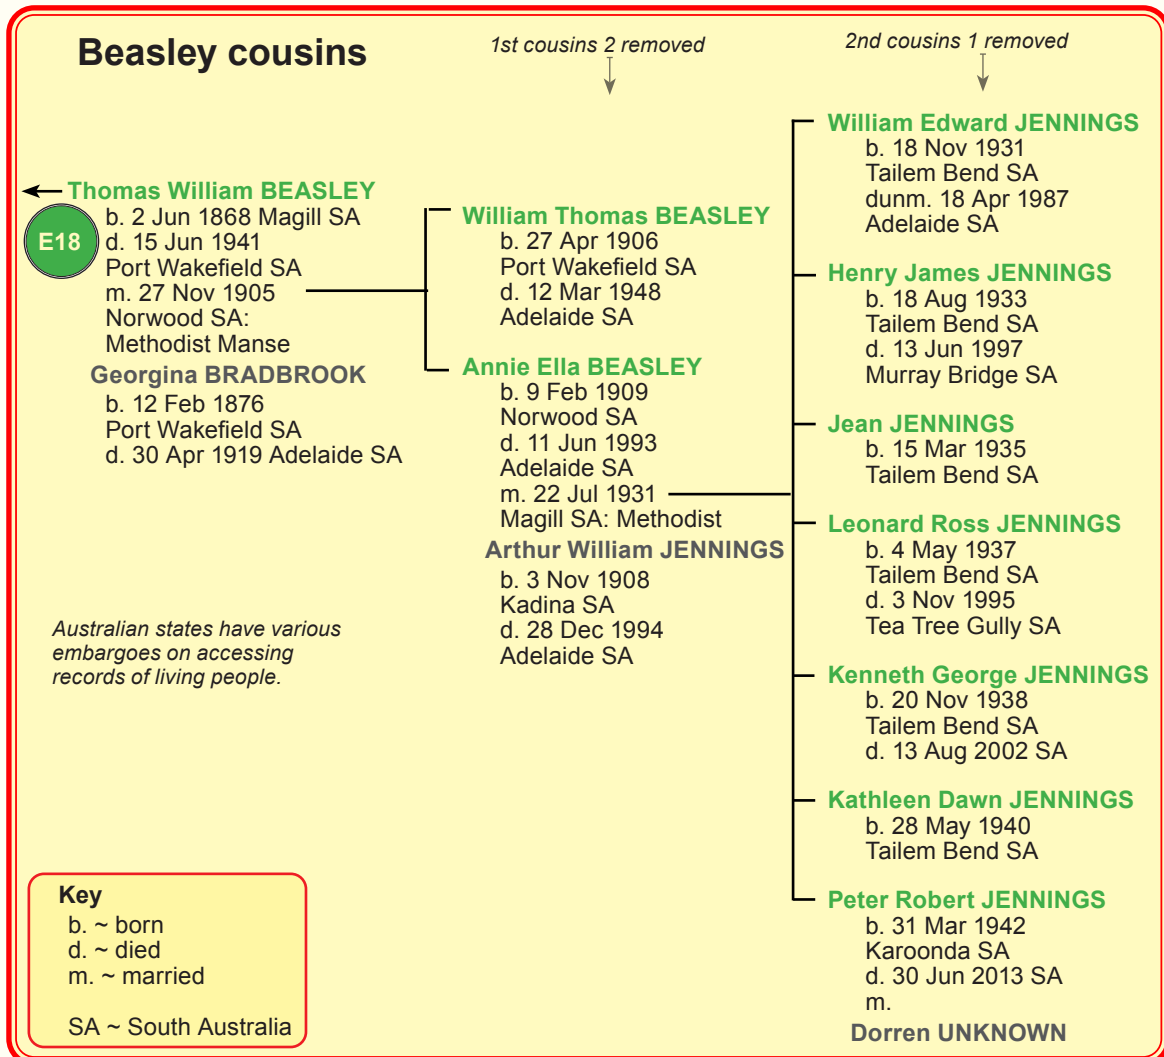 Beasley cousins
1st cousins 2 removed
2nd cousins 1 removed
E18
Thomas William BEASLEY
b. 2 Jun 1868 Magill SA
d. 15 Jun 1941
Port Wakefield SA
m. 27 Nov 1905
Norwood SA:
Methodist Manse
Georgina BRADBROOK
b. 12 Feb 1876
Port Wakefield SA
d. 30 Apr 1919 Adelaide SA
Australian states have various
embargoes on accessing
records of living people.
Key
b. ~ born
d. ~ died
m. ~ married
SA ~ South Australia
William Thomas BEASLEY
b. 27 Apr 1906
Port Wakefield SA
d. 12 Mar 1948
Adelaide SA
Annie Ella BEASLEY
b. 9 Feb 1909
Norwood SA
d. 11 Jun 1993
Adelaide SA
m. 22 Jul 1931
Magill SA: Methodist
Arthur William JENNINGS
b. 3 Nov 1908
Kadina SA
d. 28 Dec 1994
Adelaide SA
William Edward JENNINGS
b. 18 Nov 1931
Tailem Bend SA
dunm. 18 Apr 1987
Adelaide SA
Henry James JENNINGS
b. 18 Aug 1933
Tailem Bend SA
d. 13 Jun 1997
Murray Bridge SA
Jean JENNINGS
b. 15 Mar 1935
Tailem Bend SA
Leonard Ross JENNINGS
b. 4 May 1937
Tailem Bend SA
d. 3 Nov 1995
Tea Tree Gully SA
Kenneth George JENNINGS
b. 20 Nov 1938
Tailem Bend SA
d. 13 Aug 2002 SA
Kathleen Dawn JENNINGS
b. 28 May 1940
Tailem Bend SA
Peter Robert JENNINGS
b. 31 Mar 1942
Karoonda SA
d. 30 Jun 2013 SA
m.
Dorren UNKNOWN